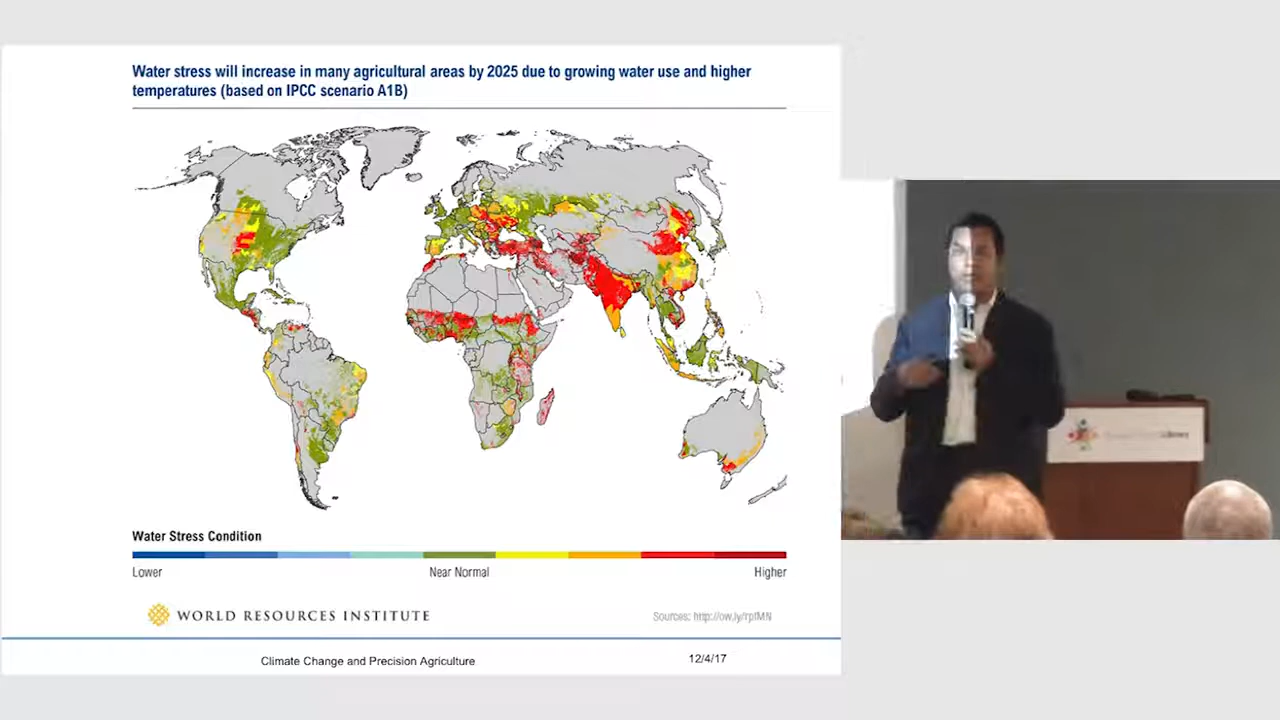 Water stress will increase in many agricultural areas by 2025 due to growing water use and higher
temperatures (based on IPCC scenario A1B)
Water Stress Condition
Lower
Near Normal
Higher
WORLD RESOURCES INSTITUTE
Sources: http://ow.ly/rpfMN
Climate Change and Precision Agriculture
12/4/17
Library